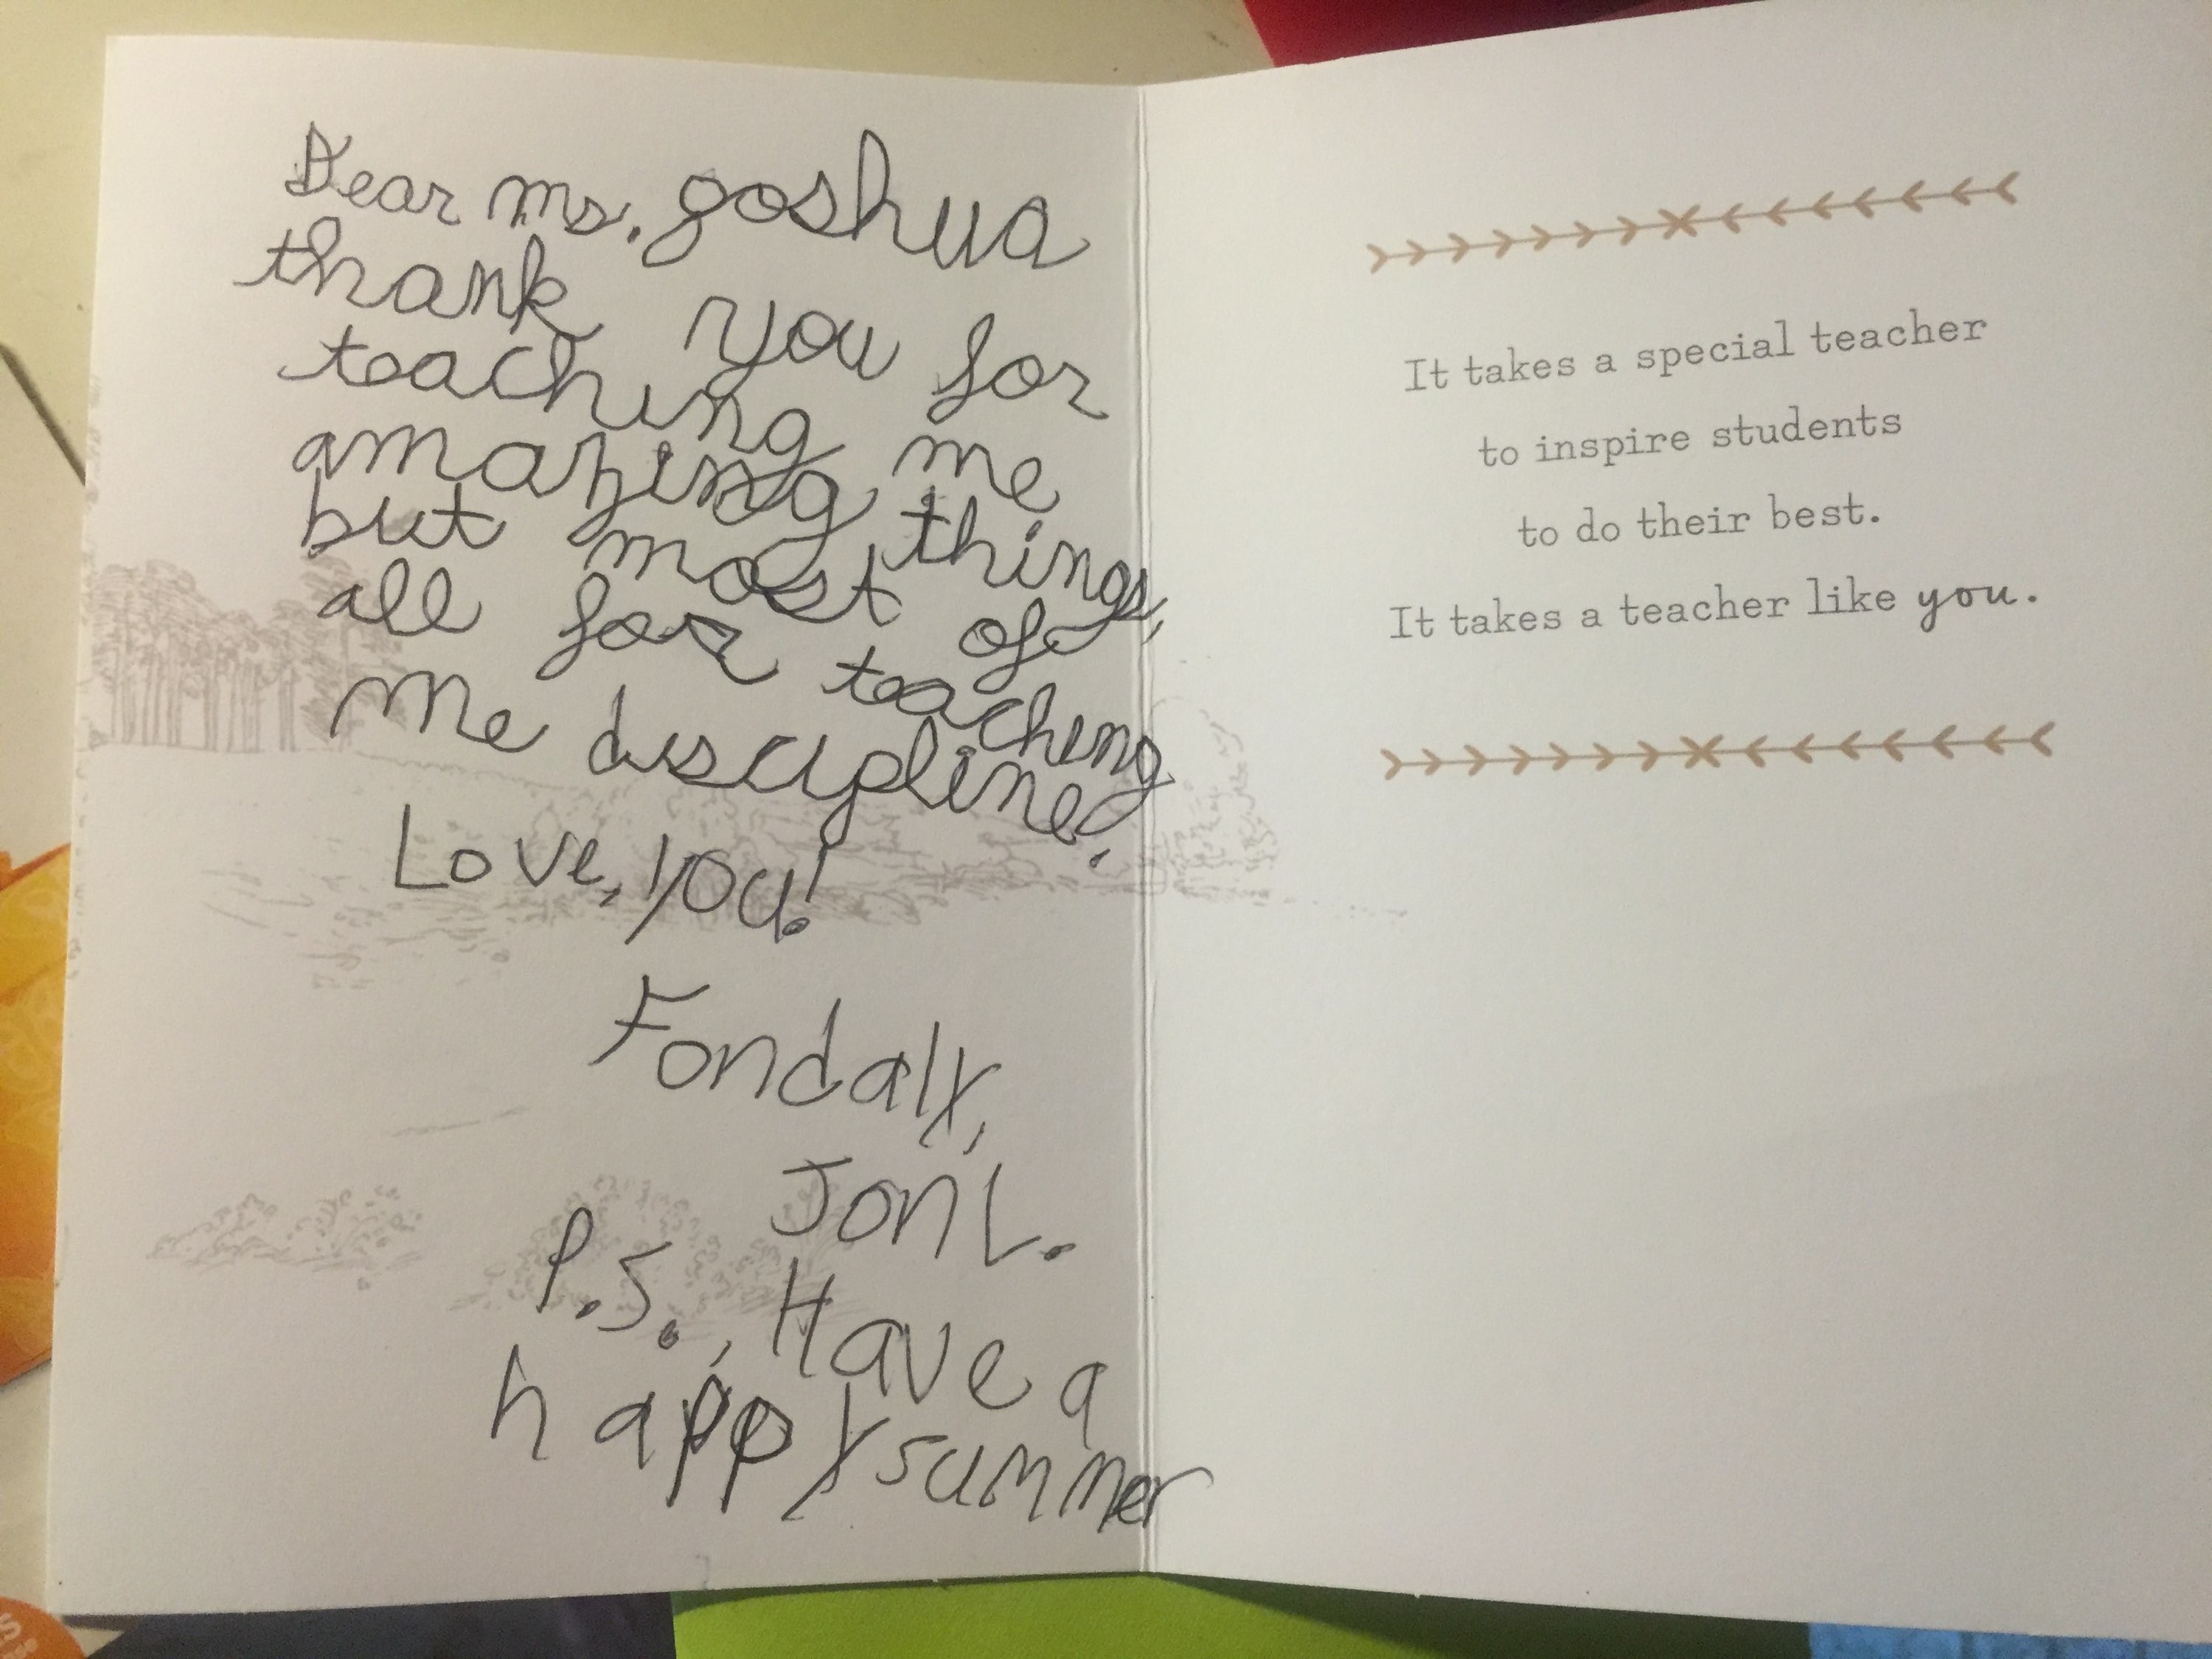 Dear ms. goshua
thank you for
teaching me
amazing things,
but most of
all for teaching
me discipline!
Love, you!
Fondaly,
Jon L.
P.S., Have a
happy summer
It takes a special teacher
to inspire students
to do their best.
It takes a teacher like you.